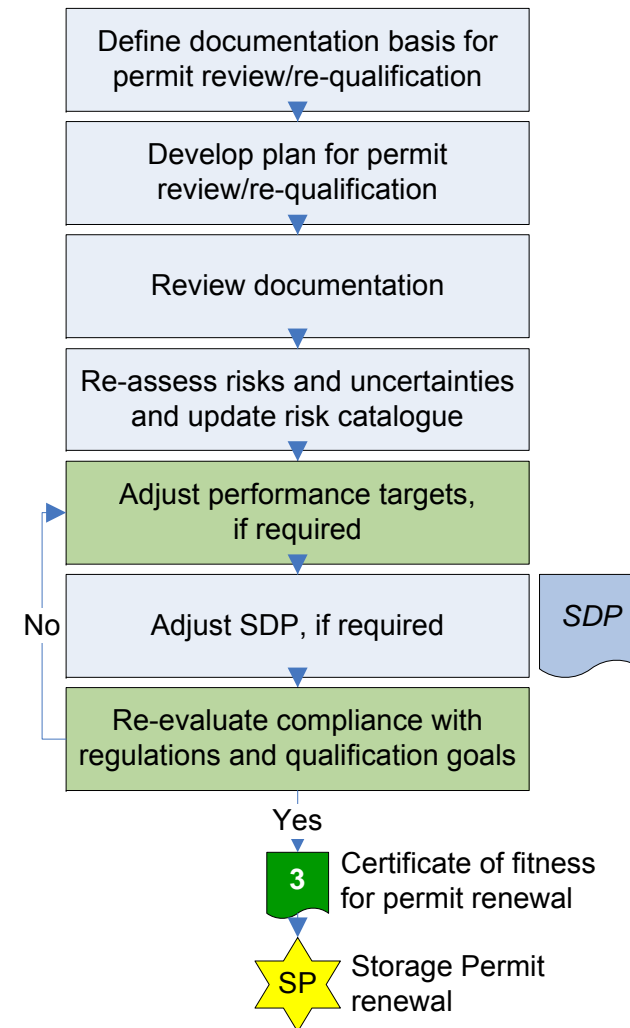 Define documentation basis for
permit review/re-qualification
Develop plan for permit
review/re-qualification
Review documentation
Re-assess risks and uncertainties
and update risk catalogue
Adjust performance targets,
if required
No
Adjust SDP, if required
SDP
Re-evaluate compliance with
regulations and qualification goals
Yes
3
Certificate of fitness
for permit renewal
SP
Storage Permit
renewal